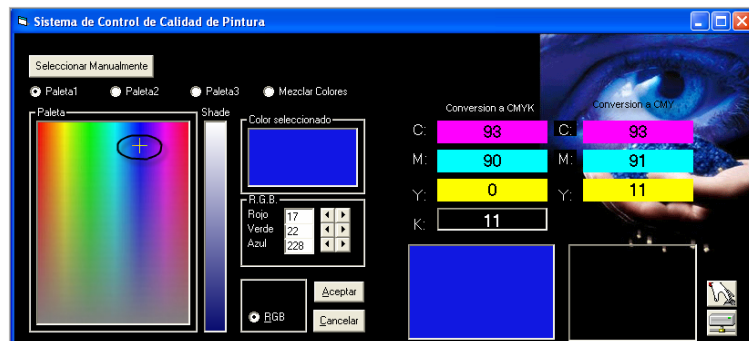 Sistema de Control de Calidad de Pintura
Seleccionar Manualmente
Paleta1 Paleta2 Paleta3 Mezclar Colores
Paleta
Shade
Color seleccionado
R.G.B.
Rojo 17
Verde 22
Azul 228
RGB
Aceptar
Cancelar
Conversion a CMYK
C: 93
M: 90
Y: 0
K: 11
Conversion a CMY
C: 93
M: 91
Y: 11